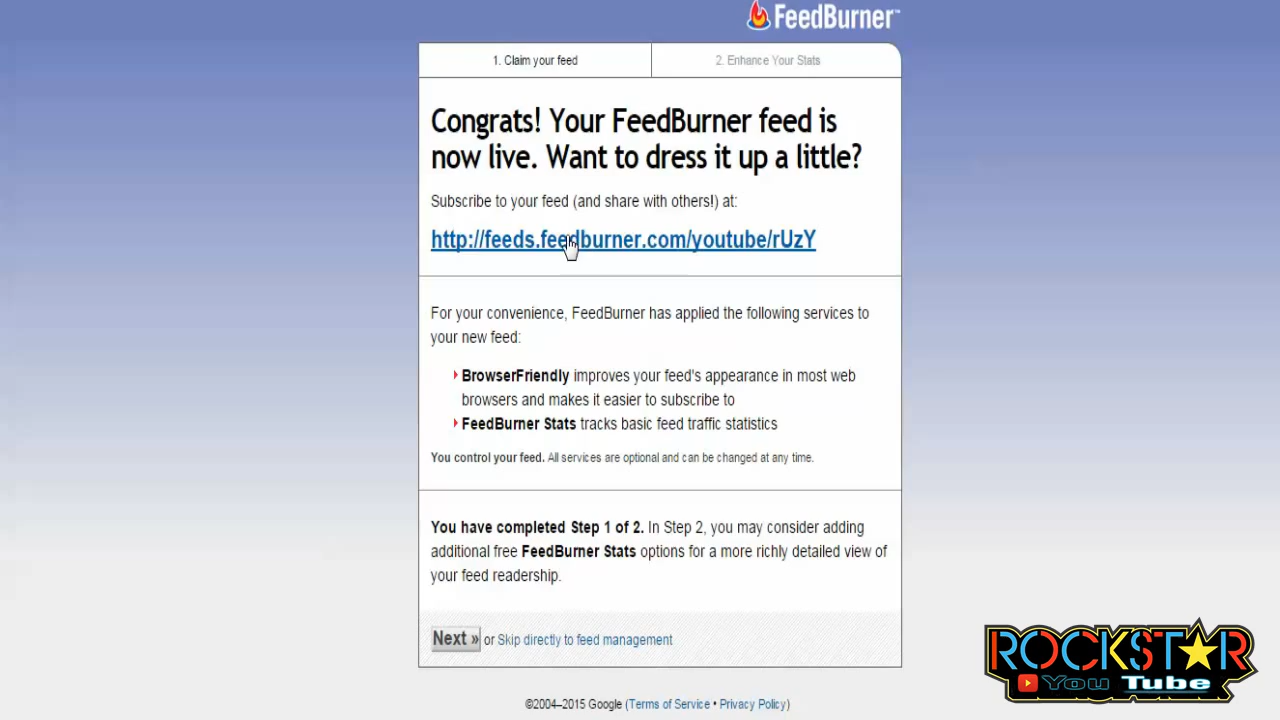 FeedBurner™
1. Claim your feed
2. Enhance Your Stats
Congrats! Your FeedBurner feed is
now live. Want to dress it up a little?
Subscribe to your feed (and share with others!) at:
http://feeds.feedburner.com/youtube/rUzY
For your convenience, FeedBurner has applied the following services to
your new feed:
BrowserFriendly improves your feed's appearance in most web
browsers and makes it easier to subscribe to
FeedBurner Stats tracks basic feed traffic statistics
You control your feed. All services are optional and can be changed at any time.
You have completed Step 1 of 2. In Step 2, you may consider adding
additional free FeedBurner Stats options for a more richly detailed view of
your feed readership.
Next » or Skip directly to feed management
©2004–2015 Google (Terms of Service • Privacy Policy)
ROCKSTAR
You Tube